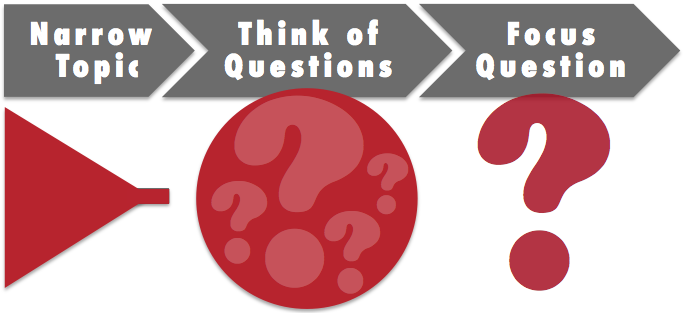 Narrow
Topic
Think of
Questions
Focus
Question